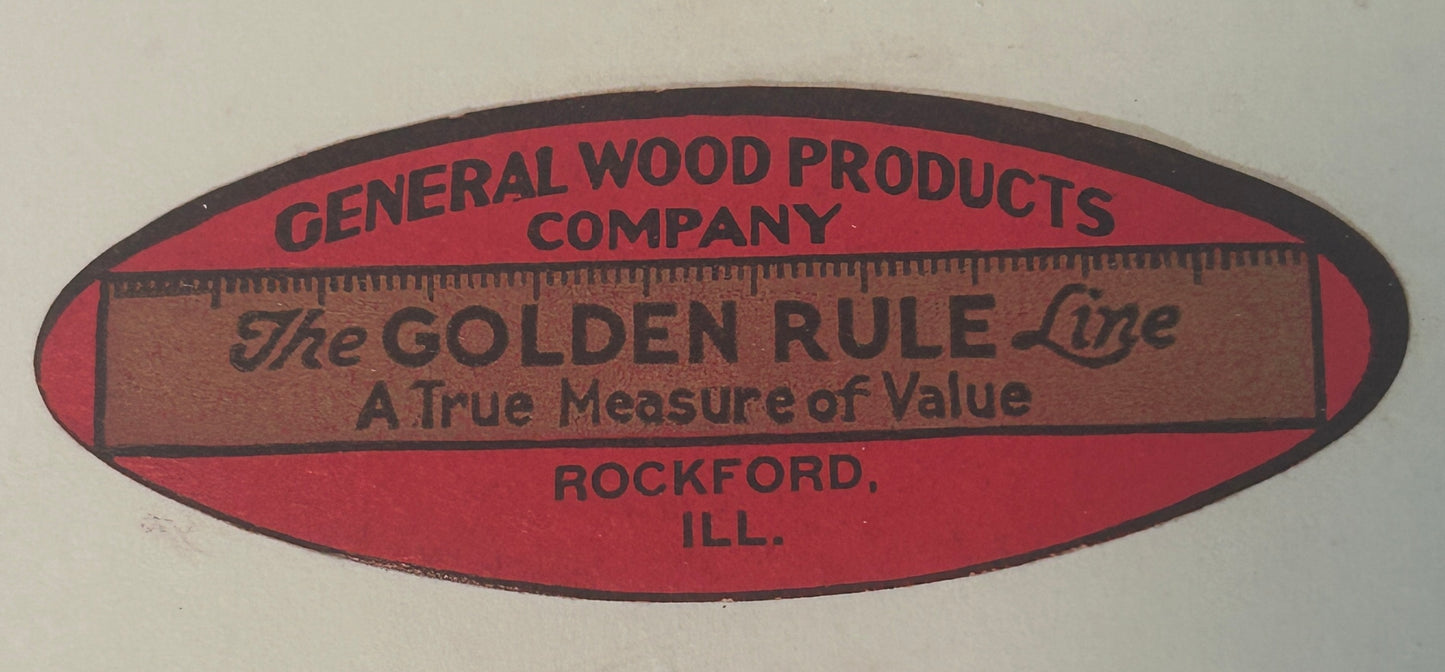 GENERAL WOOD PRODUCTS
COMPANY
The GOLDEN RULE Line
A True Measure of Value
ROCKFORD,
ILL.